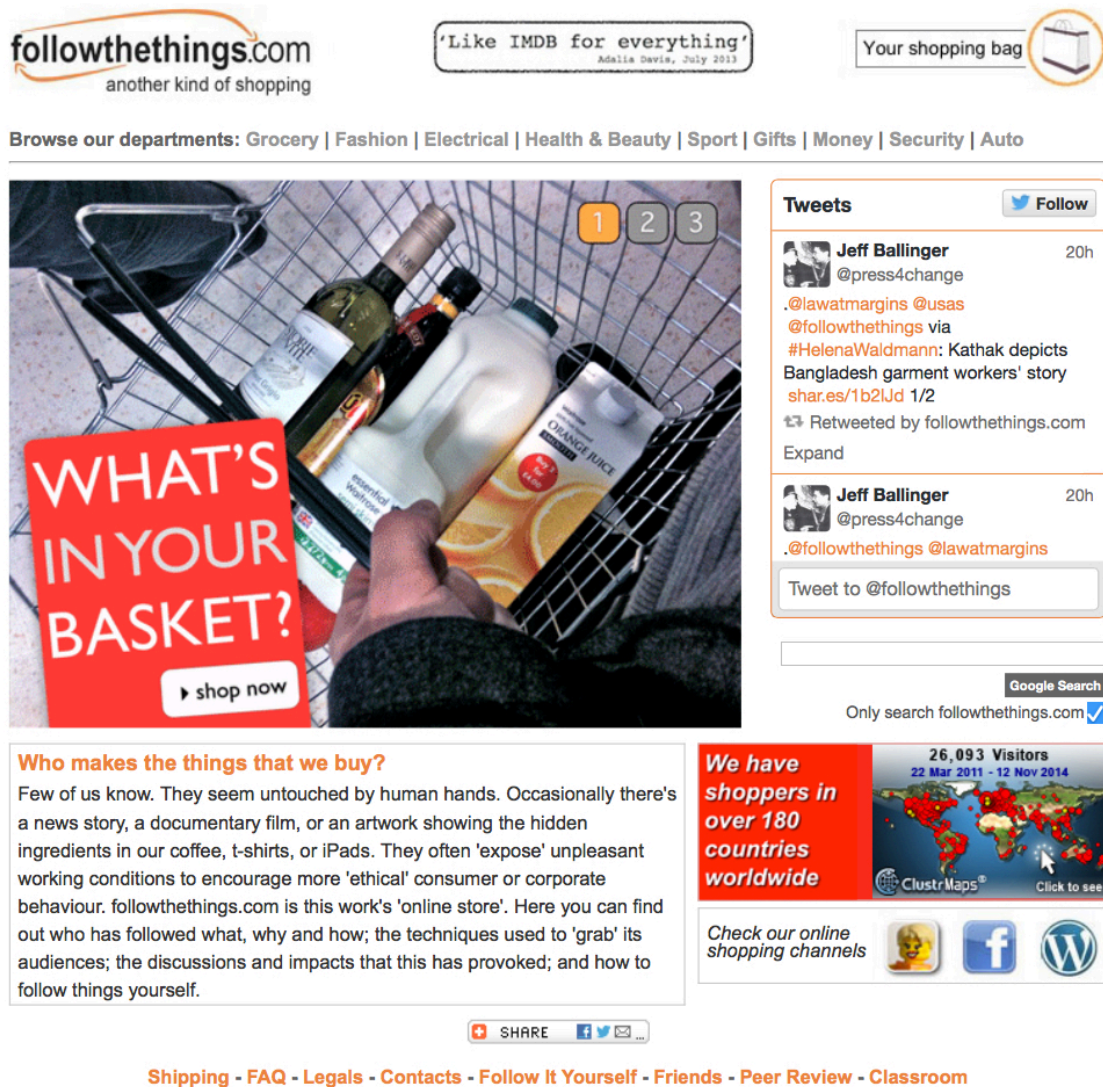 followthethings.com
another kind of shopping
'Like IMDB for everything'
Adalia Davis, July 2013
Your shopping bag
Browse our departments: Grocery | Fashion | Electrical | Health & Beauty | Sport | Gifts | Money | Security | Auto
1 2 3
ORANGE JUICE
SMOOTH
Buy 2
for
£4.00
essential
Waitrose
WHAT'S
IN YOUR
BASKET?
shop now
Tweets
Follow
Jeff Ballinger 20h
@press4change
.@lawatmargins @usas
@followthethings via
#HelenaWaldmann: Kathak depicts
Bangladesh garment workers' story
shar.es/1b2lJd 1/2
Retweeted by followthethings.com
Expand
Jeff Ballinger 20h
@press4change
.@followthethings @lawatmargins
Tweet to @followthethings
Google Search
Only search followthethings.com
Who makes the things that we buy?
Few of us know. They seem untouched by human hands. Occasionally there's
a news story, a documentary film, or an artwork showing the hidden
ingredients in our coffee, t-shirts, or iPads. They often 'expose' unpleasant
working conditions to encourage more 'ethical' consumer or corporate
behaviour. followthethings.com is this work's 'online store'. Here you can find
out who has followed what, why and how; the techniques used to 'grab' its
audiences; the discussions and impacts that this has provoked; and how to
follow things yourself.
We have
shoppers in
over 180
countries
worldwide
26,093 Visitors
22 Mar 2011 - 12 Nov 2014
ClustrMaps®
Click to see
Check our online
shopping channels
SHARE ...
Shipping - FAQ - Legals - Contacts - Follow It Yourself - Friends - Peer Review - Classroom